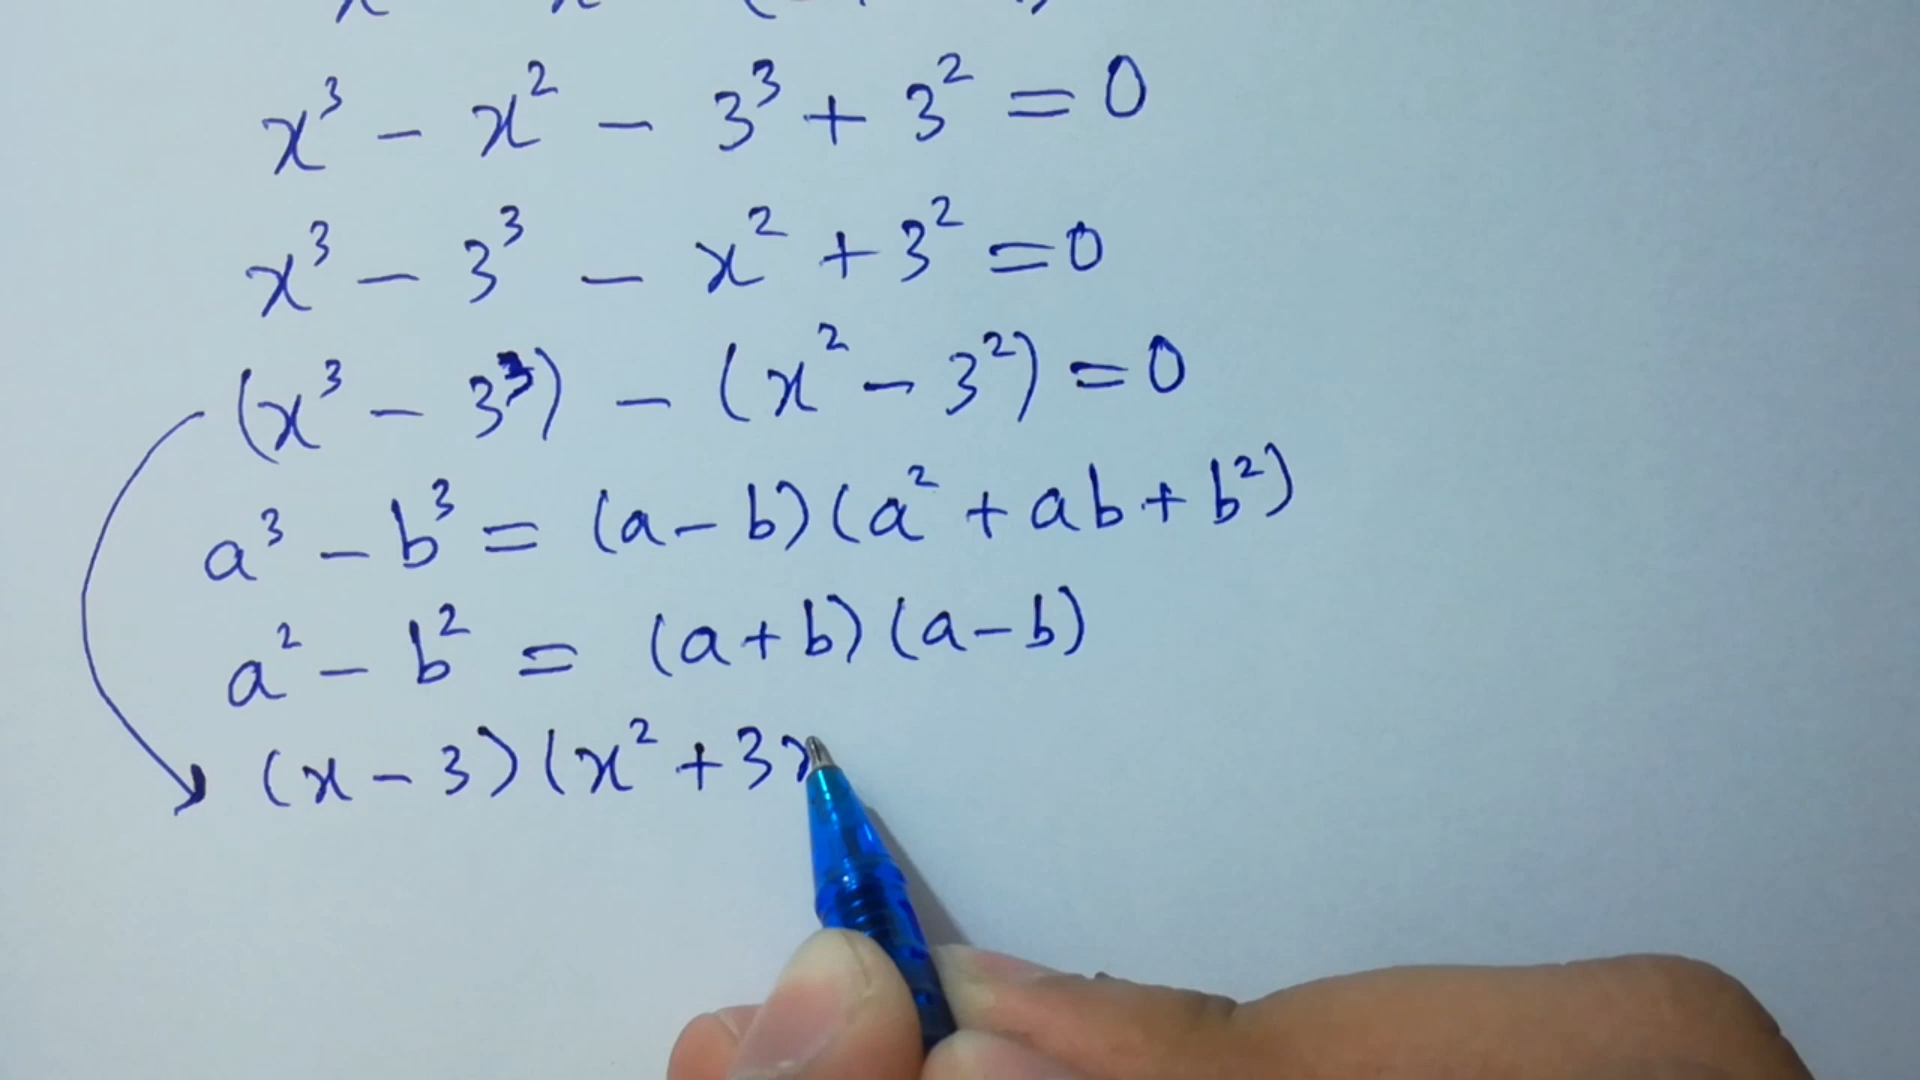 x³ - x² - 3³ + 3² = 0
x³ - 3³ - x² + 3² = 0
(x³ - 3³) - (x² - 3²) = 0
a³ - b³ = (a - b)(a² + ab + b²)
a² - b² = (a + b)(a - b)
(x - 3)(x² + 3x